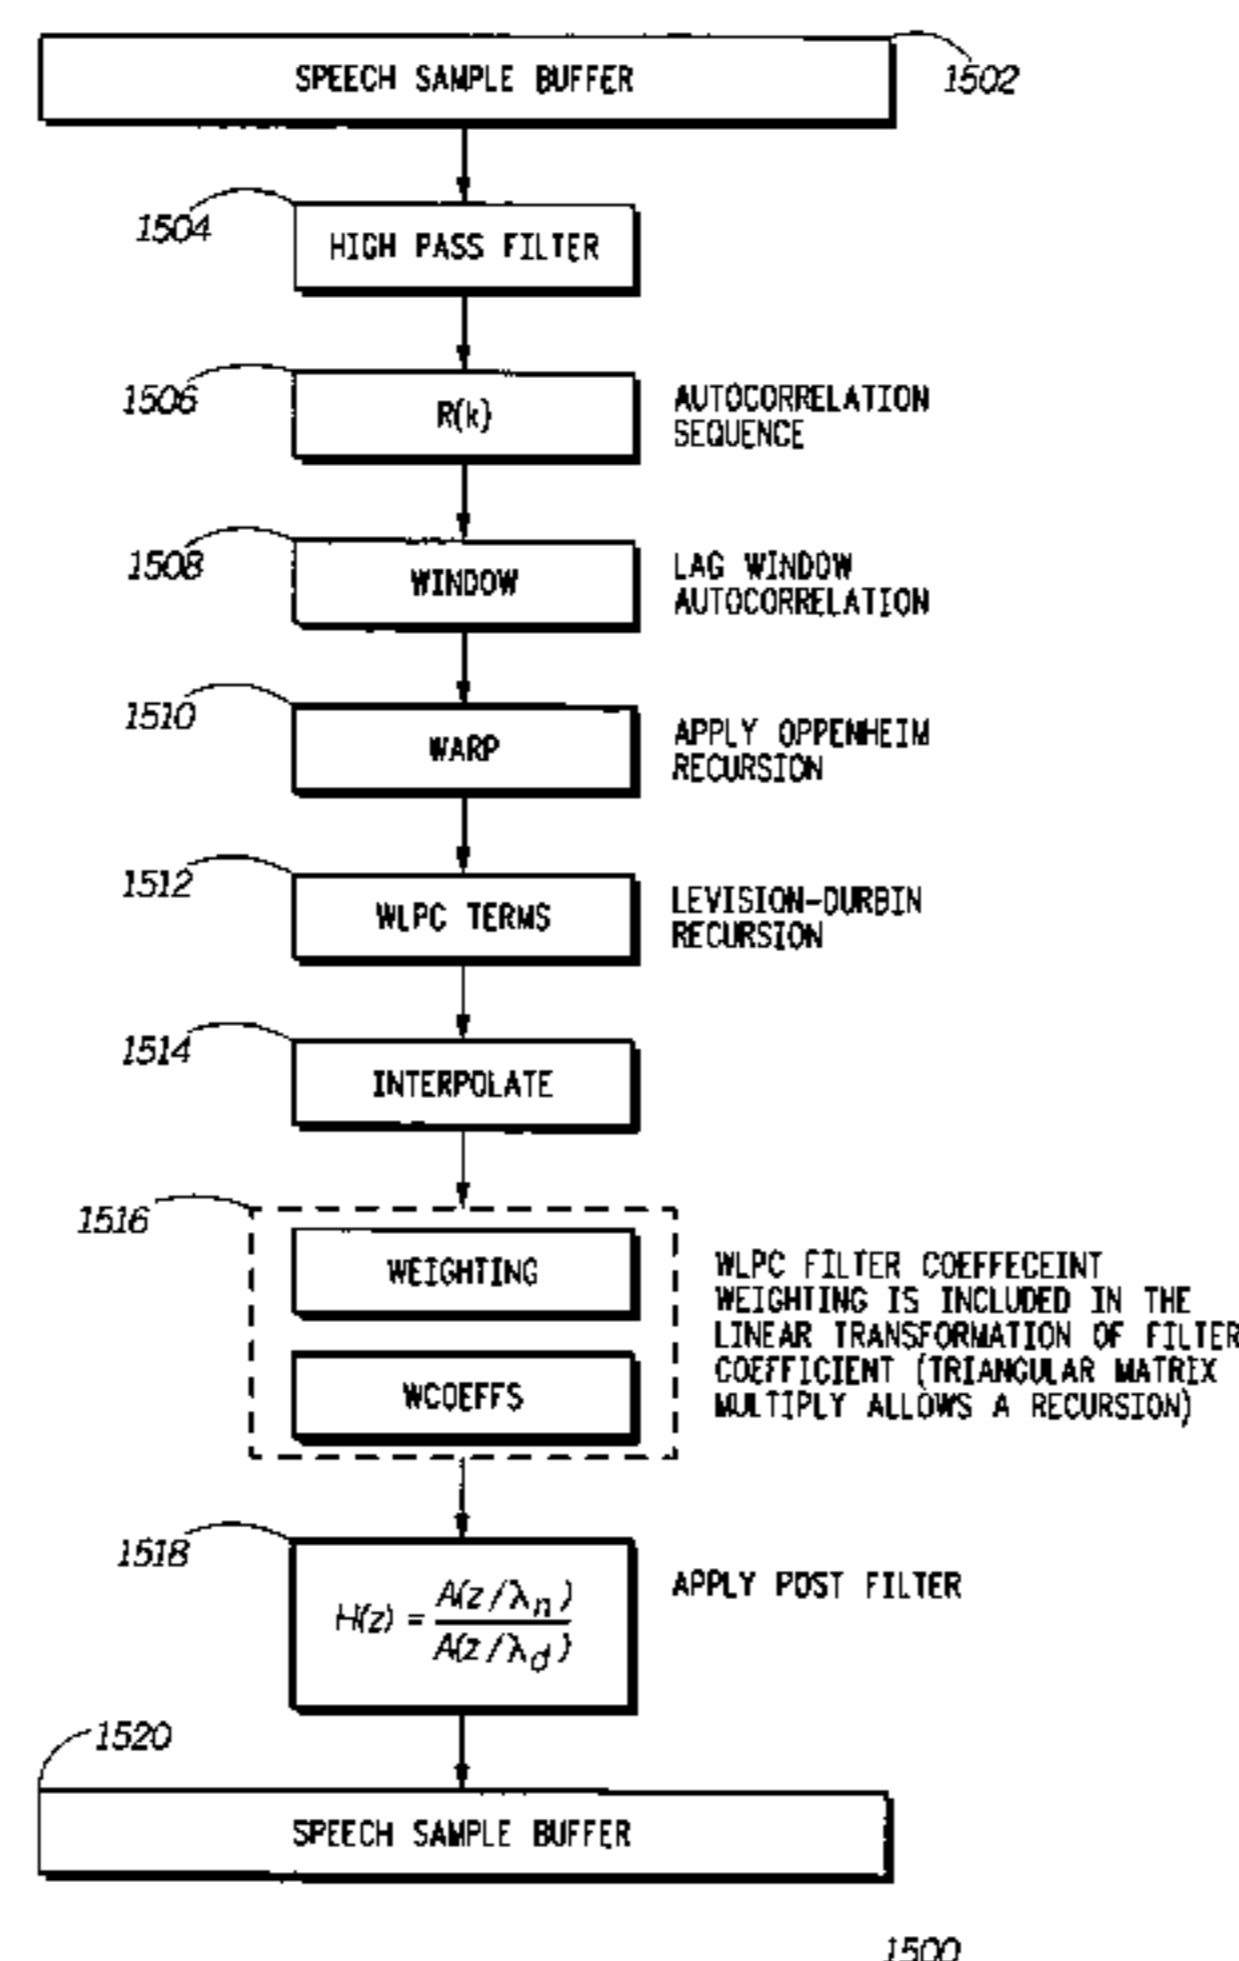 SPEECH SAMPLE BUFFER
1502
1504
HIGH PASS FILTER
1506
R(k)
AUTOCORRELATION
SEQUENCE
1508
WINDOW
LAG WINDOW
AUTOCORRELATION
1510
WARP
APPLY OPPENHEIM
RECURSION
1512
WLPC TERMS
LEVISION-DURBIN
RECURSION
1514
INTERPOLATE
1516
WEIGHTING
WCOEFFS
WLPC FILTER COEFFECEINT
WEIGHTING IS INCLUDED IN THE
LINEAR TRANSFORMATION OF FILTER
COEFFICIENT (TRIANGULAR MATRIX
MULTIPLY ALLOWS A RECURSION)
1518
H(z) = A(z/λn) / A(z/λd)
APPLY POST FILTER
1520
SPEECH SAMPLE BUFFER
1500